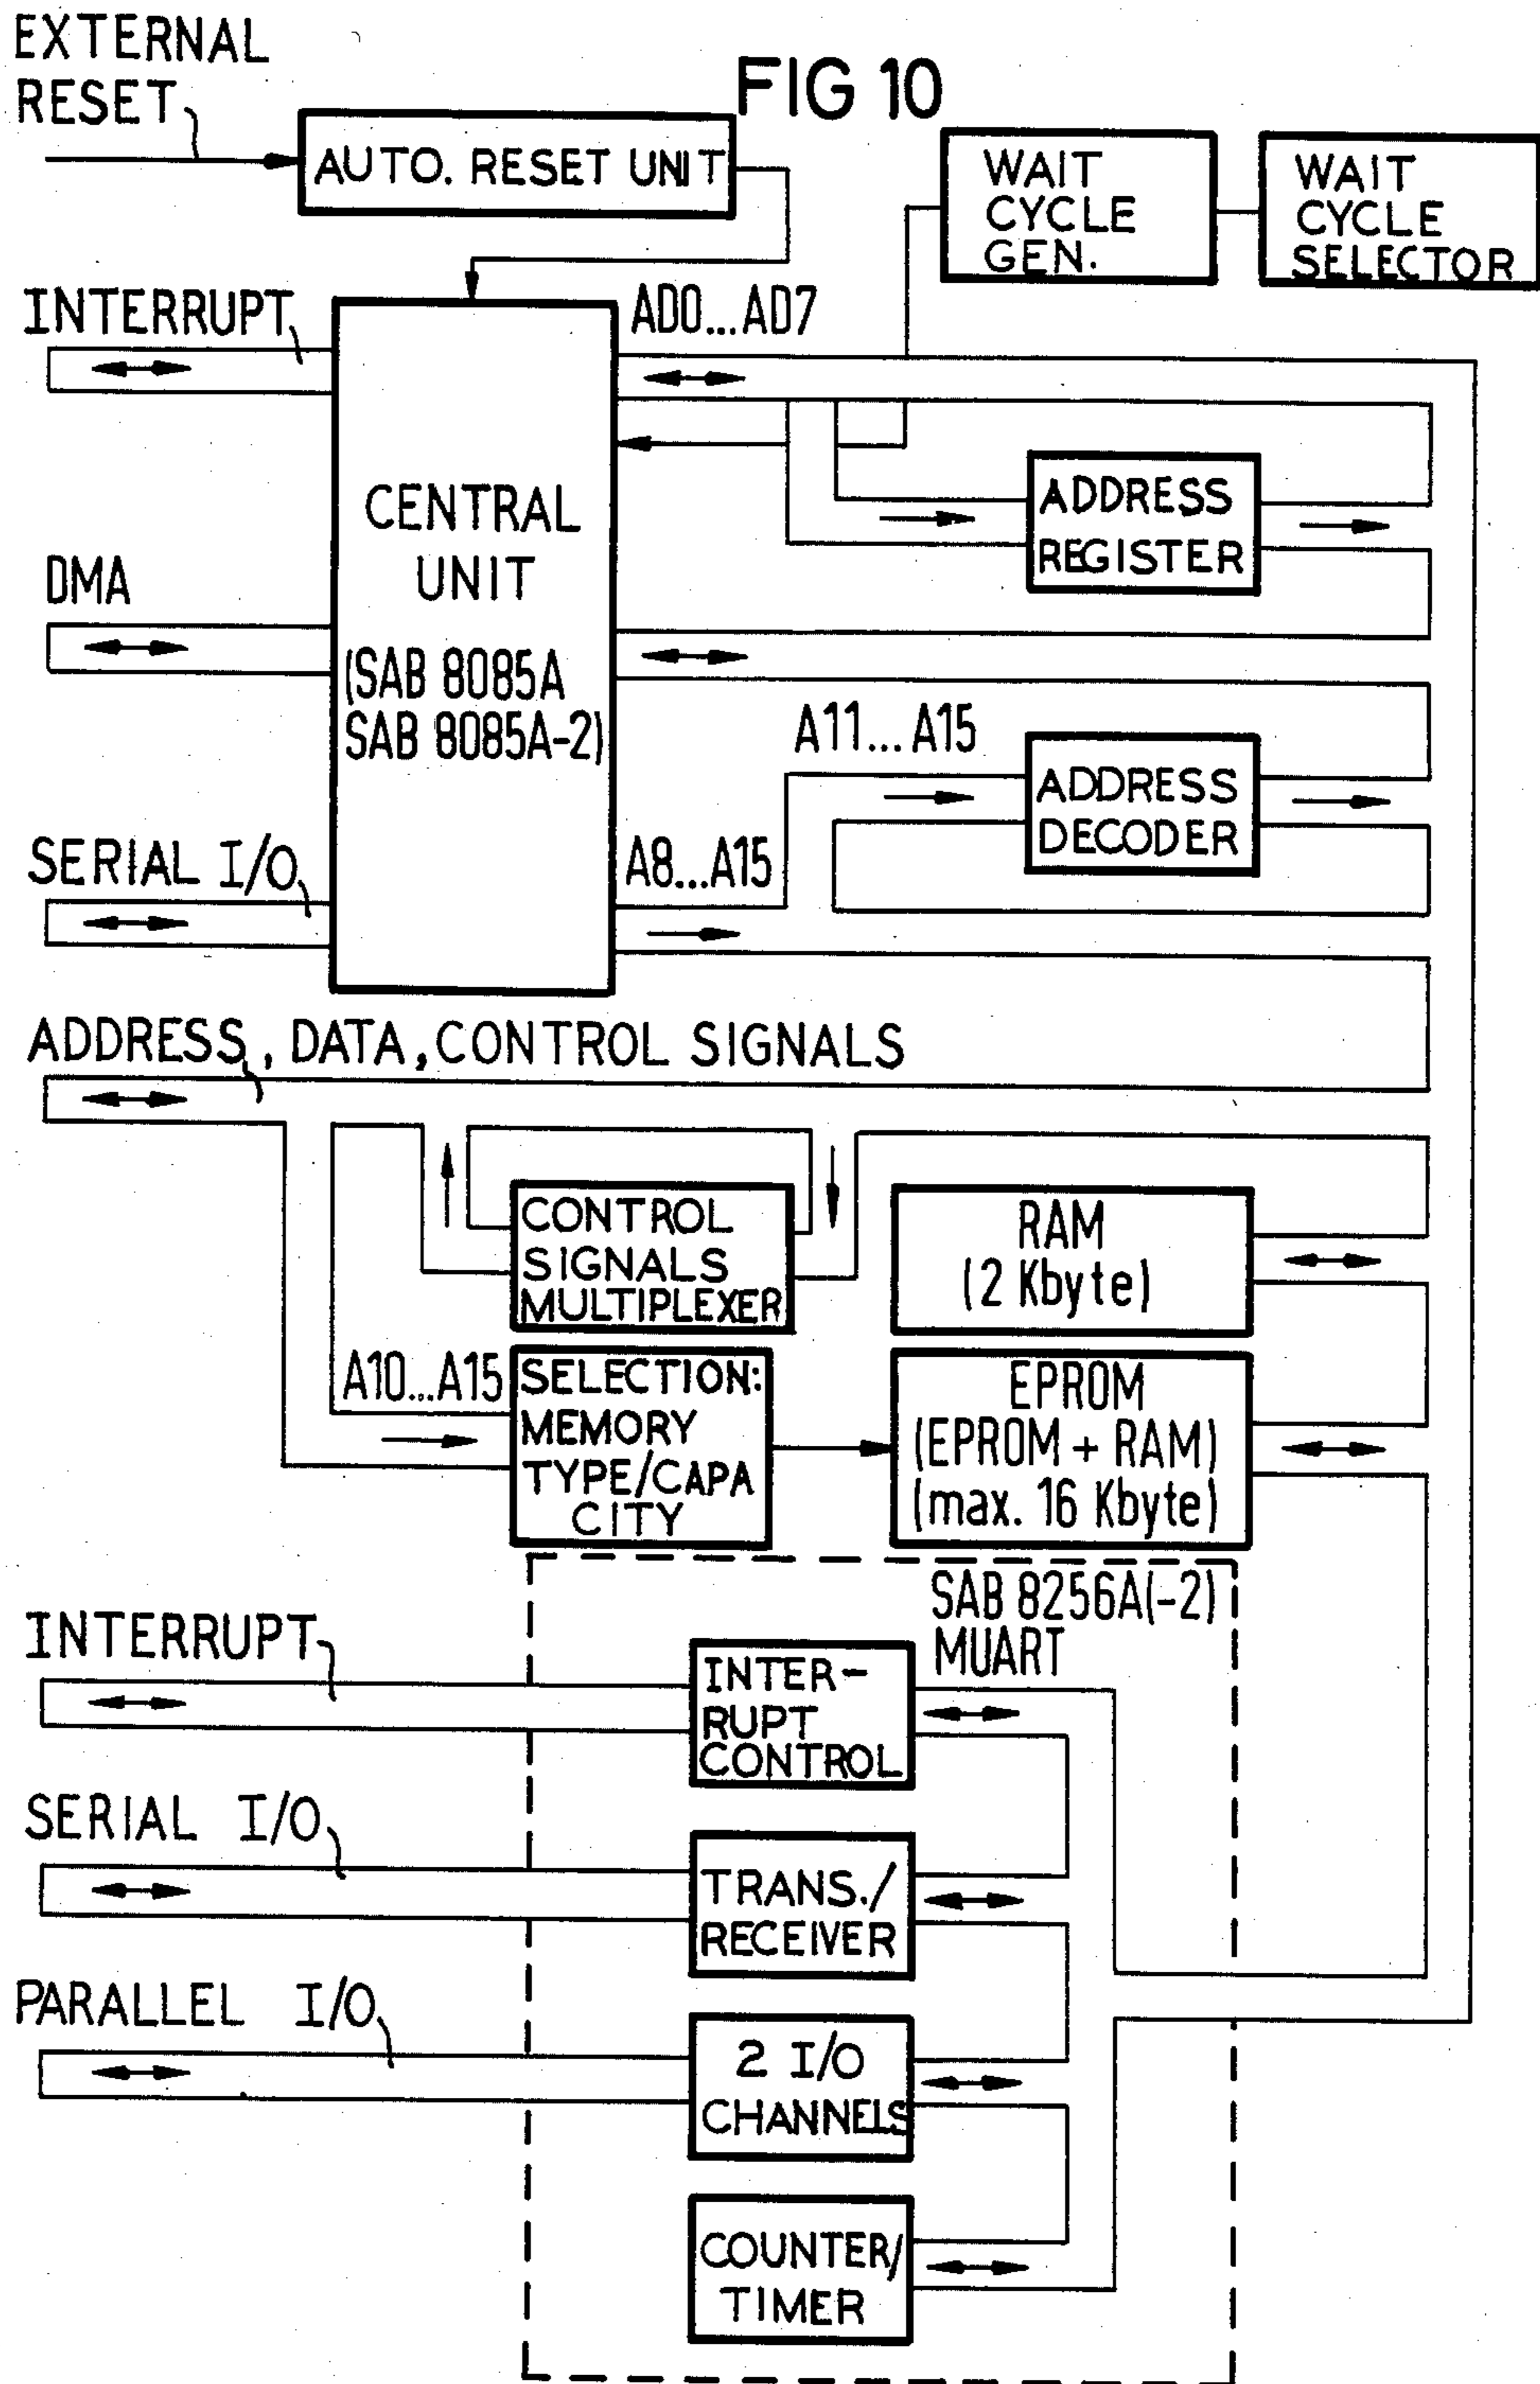 EXTERNAL
RESET
FIG 10
AUTO. RESET UNIT
WAIT
CYCLE
GEN.
WAIT
CYCLE
SELECTOR
INTERRUPT
AD0...AD7
CENTRAL
UNIT
(SAB 8085A
SAB 8085A-2)
ADDRESS
REGISTER
DMA
A11...A15
ADDRESS
DECODER
SERIAL I/O
A8...A15
ADDRESS, DATA, CONTROL SIGNALS
CONTROL
SIGNALS
MULTIPLEXER
RAM
(2 Kbyte)
A10...A15
SELECTION:
MEMORY
TYPE/CAPA
CITY
EPROM
(EPROM + RAM)
(max. 16 Kbyte)
SAB 8256A(-2)
MUART
INTERRUPT
INTER-
RUPT
CONTROL
SERIAL I/O
TRANS./
RECEIVER
PARALLEL I/O
2 I/O
CHANNELS
COUNTER/
TIMER